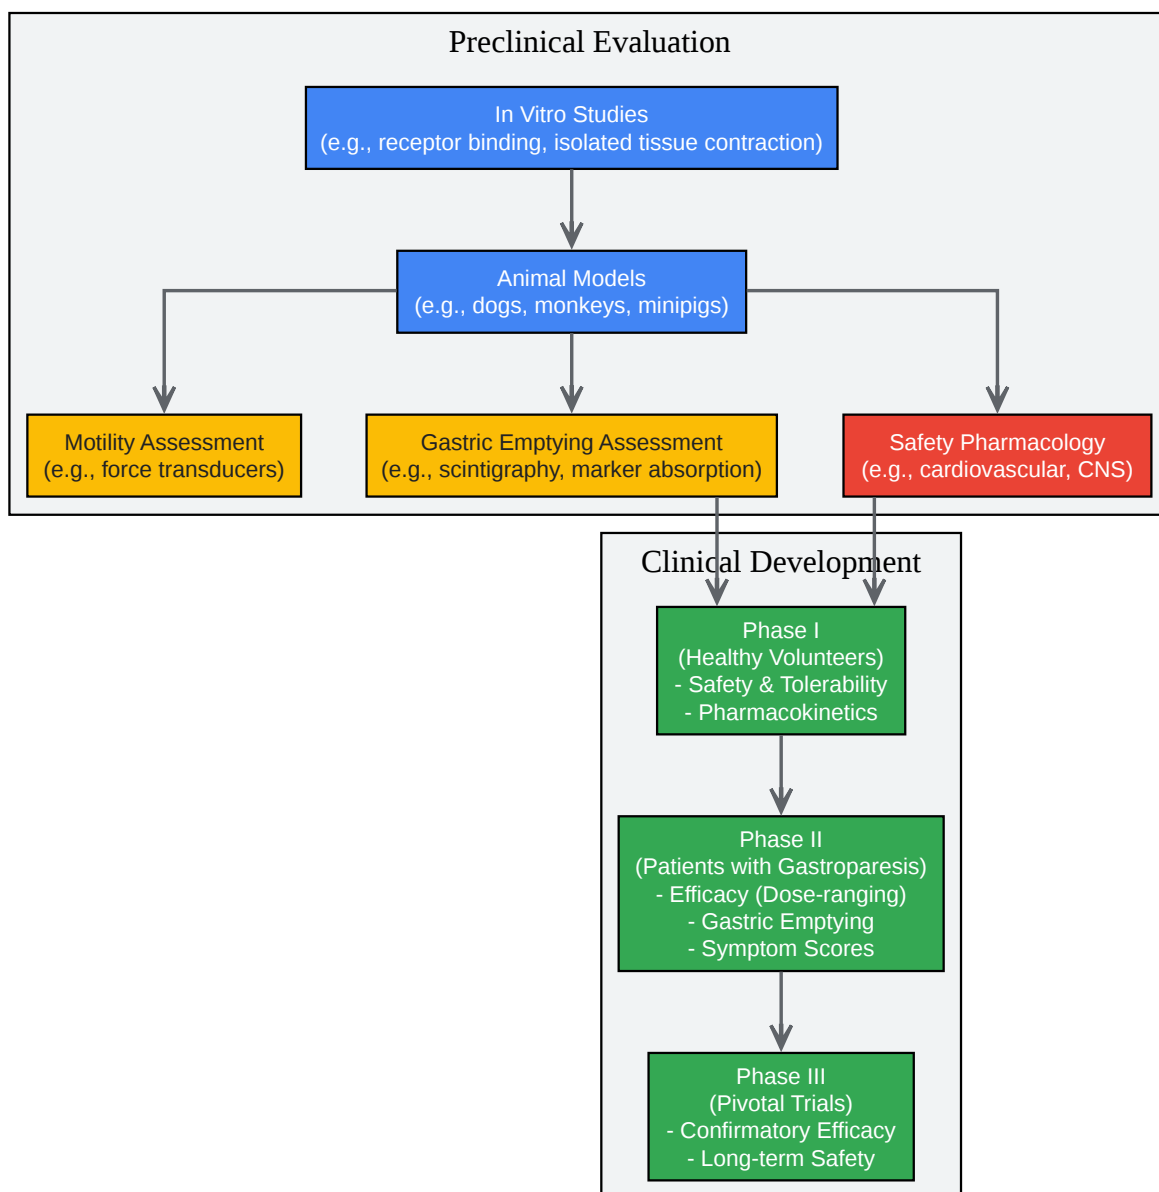 Preclinical Evaluation
In Vitro Studies
(e.g., receptor binding, isolated tissue contraction)
Animal Models
(e.g., dogs, monkeys, minipigs)
Motility Assessment
(e.g., force transducers)
Gastric Emptying Assessment
(e.g., scintigraphy, marker absorption)
Safety Pharmacology
(e.g., cardiovascular, CNS)
Clinical Development
Phase I
(Healthy Volunteers)
- Safety & Tolerability
- Pharmacokinetics
Phase II
(Patients with Gastroparesis)
- Efficacy (Dose-ranging)
- Gastric Emptying
- Symptom Scores
Phase III
(Pivotal Trials)
- Confirmatory Efficacy
- Long-term Safety